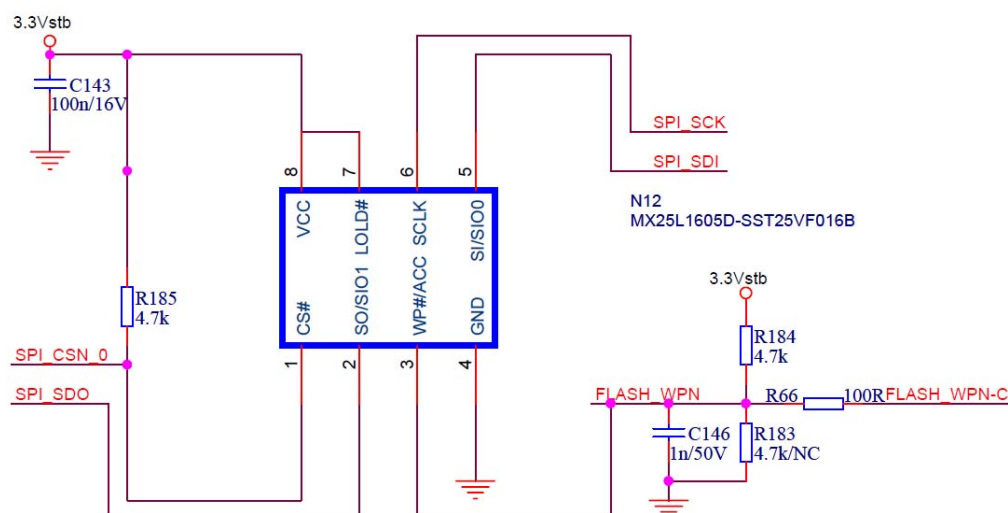 3.3Vstb
C143
100n/16V
SPI_SCK
SPI_SDI
8
7
6
5
VCC
LOLD#
SCLK
SI/SIO0
N12
MX25L1605D-SST25VF016B
CS#
SO/SIO1
WP#/ACC
GND
1
2
3
4
R185
4.7k
SPI_CSN_0
SPI_SDO
3.3Vstb
R184
4.7k
FLASH_WPN
R66
100R
FLASH_WPN-C
C146
1n/50V
R183
4.7k/NC